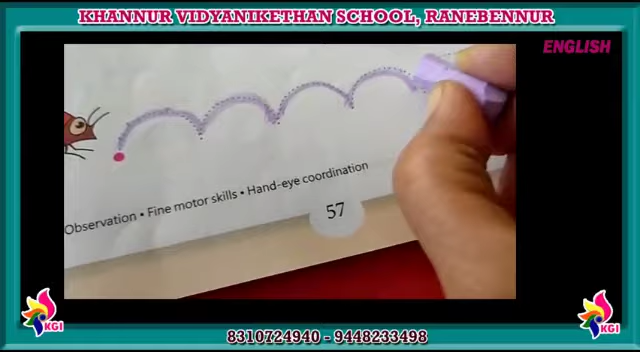 KHANNUR VIDYANIKETHAN SCHOOL, RANEBENNUR
ENGLISH
Observation • Fine motor skills • Hand-eye coordination
57
KGI
KGI
8310724940 - 9448233498